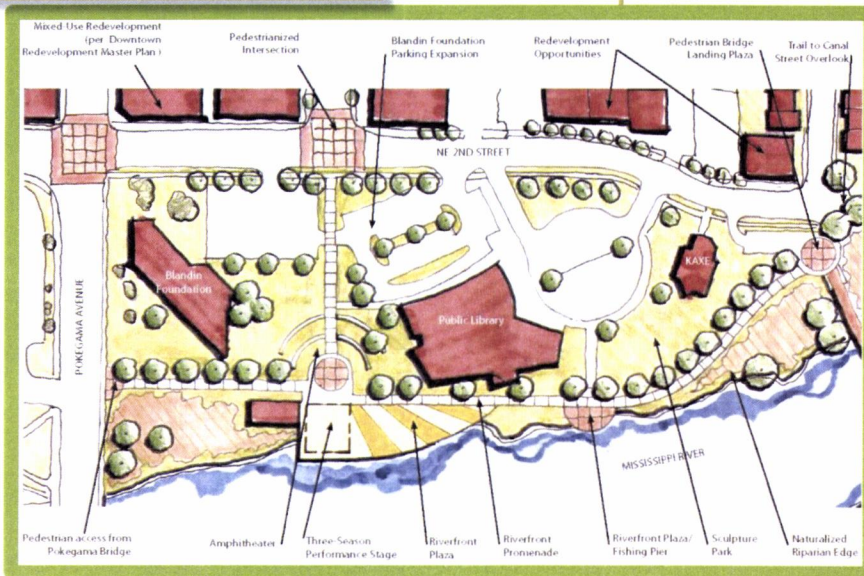 Mixed-Use Redevelopment
(per Downtown
Redevelopment Master Plan )
Pedestrianized
Intersection
Blandin Foundation
Parking Expansion
Redevelopment
Opportunities
Pedestrian Bridge
Landing Plaza
Trail to Canal
Street Overlook
NE 2ND STREET
POKEGAMA AVENUE
Blandin
Foundation
Public Library
KAXE
MISSISSIPPI RIVER
Pedestrian access from
Pokegama Bridge
Amphitheater
Three-Season
Performance Stage
Riverfront
Plaza
Riverfront
Promenade
Riverfront Plaza/
Fishing Pier
Sculpture
Park
Naturalized
Riparian Edge